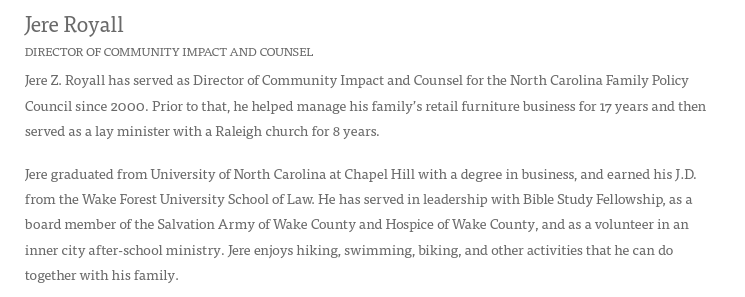 Jere Royall
DIRECTOR OF COMMUNITY IMPACT AND COUNSEL
Jere Z. Royall has served as Director of Community Impact and Counsel for the North Carolina Family Policy
Council since 2000. Prior to that, he helped manage his family's retail furniture business for 17 years and then
served as a lay minister with a Raleigh church for 8 years.
Jere graduated from University of North Carolina at Chapel Hill with a degree in business, and earned his J.D.
from the Wake Forest University School of Law. He has served in leadership with Bible Study Fellowship, as a
board member of the Salvation Army of Wake County and Hospice of Wake County, and as a volunteer in an
inner city after-school ministry. Jere enjoys hiking, swimming, biking, and other activities that he can do
together with his family.